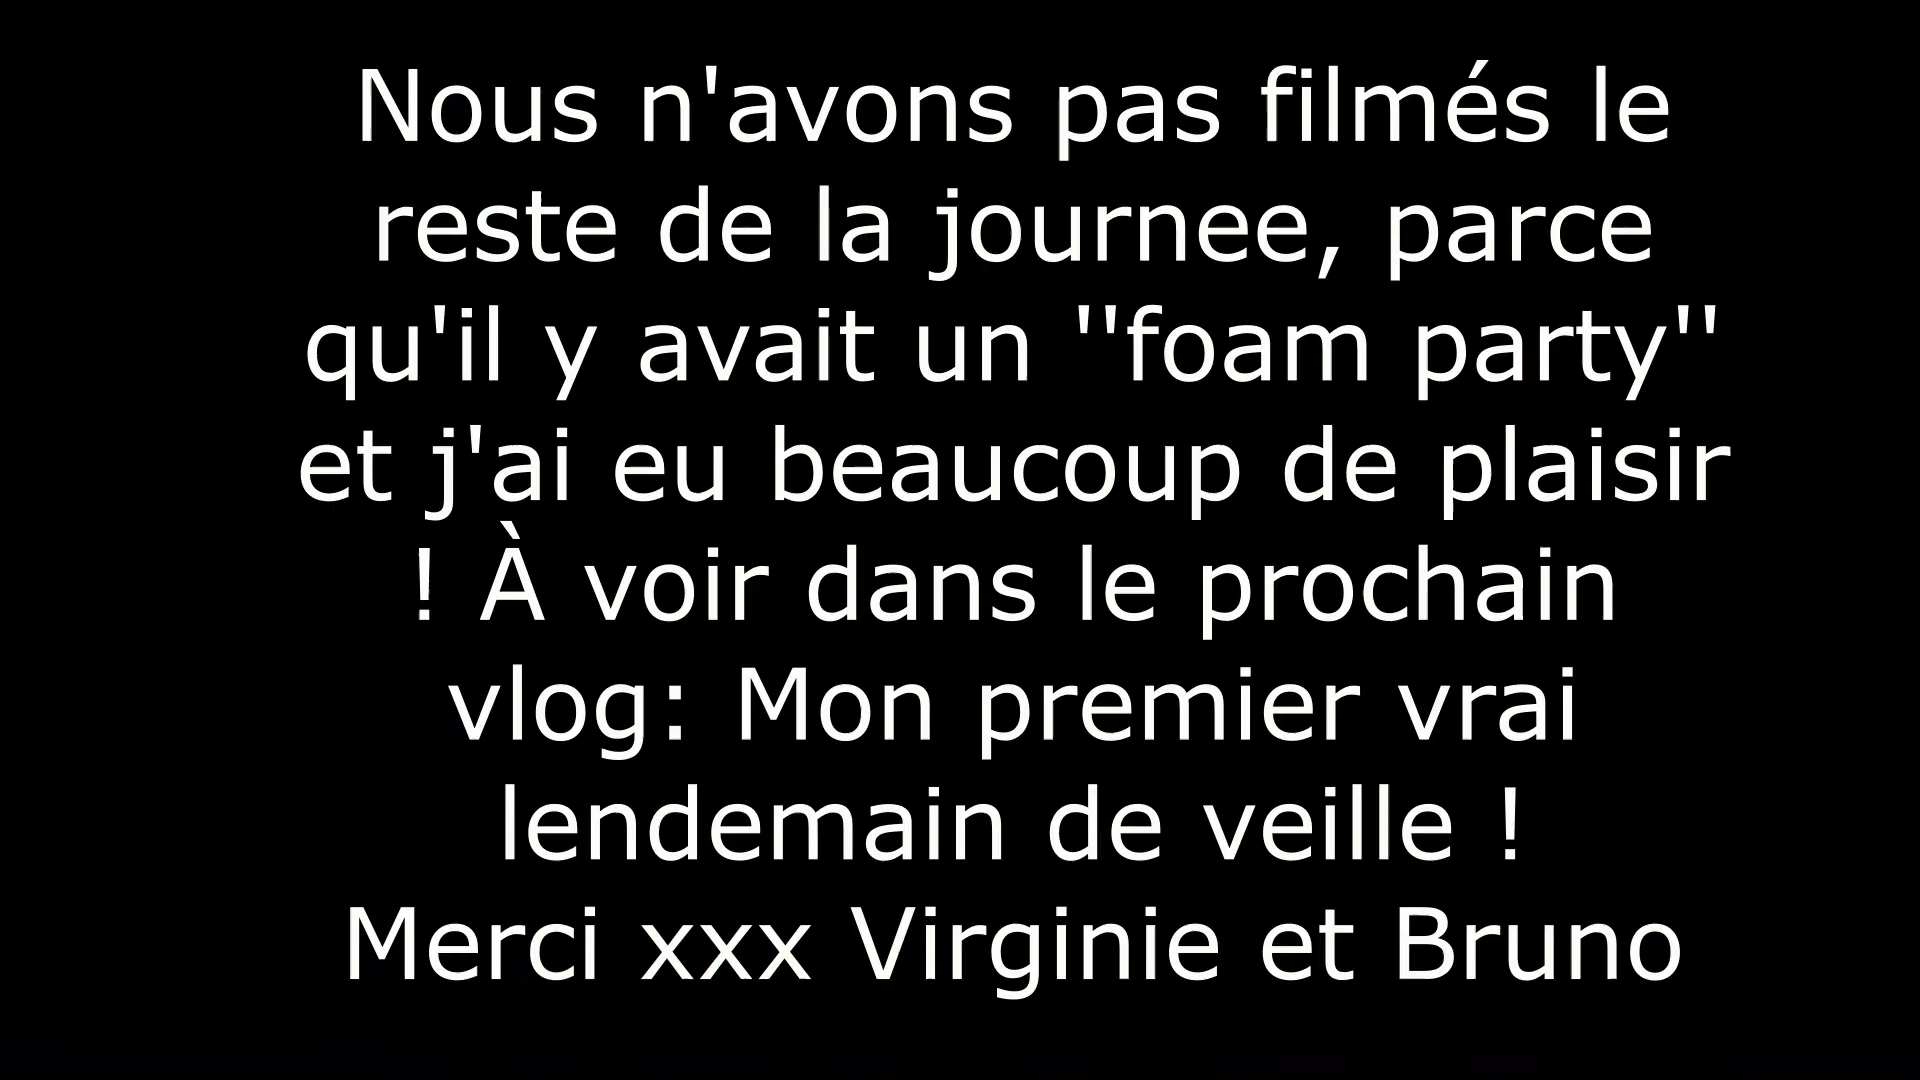 Nous n'avons pas filmés le
reste de la journee, parce
qu'il y avait un ''foam party''
et j'ai eu beaucoup de plaisir
! À voir dans le prochain
vlog: Mon premier vrai
lendemain de veille !
Merci xxx Virginie et Bruno